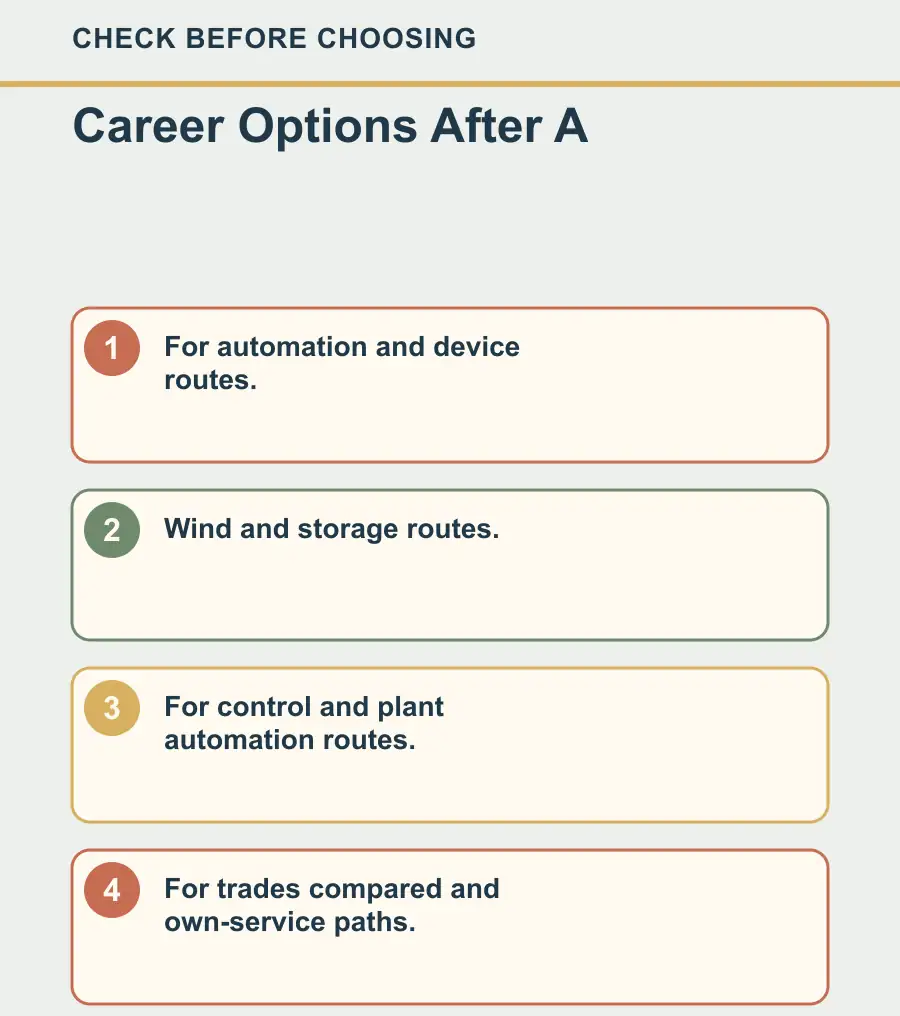 CHECK BEFORE CHOOSING
Career Options After A
1
For automation and device
routes.
2
Wind and storage routes.
3
For control and plant
automation routes.
4
For trades compared and
own-service paths.